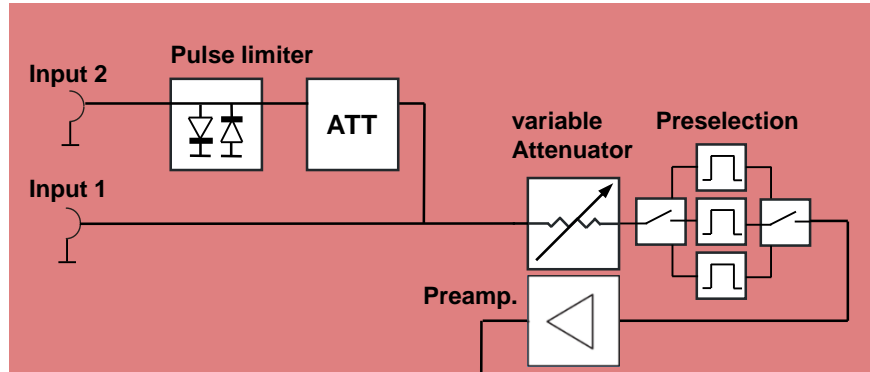 Pulse limiter
Input 2
ATT
variable
Attenuator
Preselection
Input 1
Preamp.